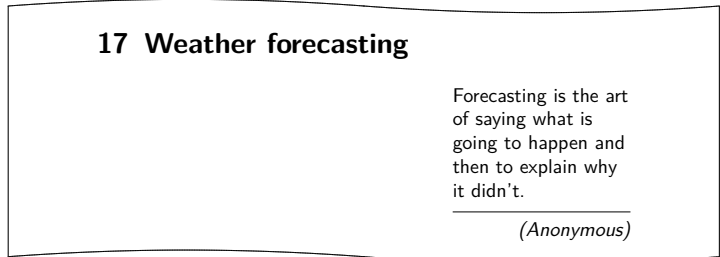 17 Weather forecasting
Forecasting is the art
of saying what is
going to happen and
then to explain why
it didn't.
(Anonymous)